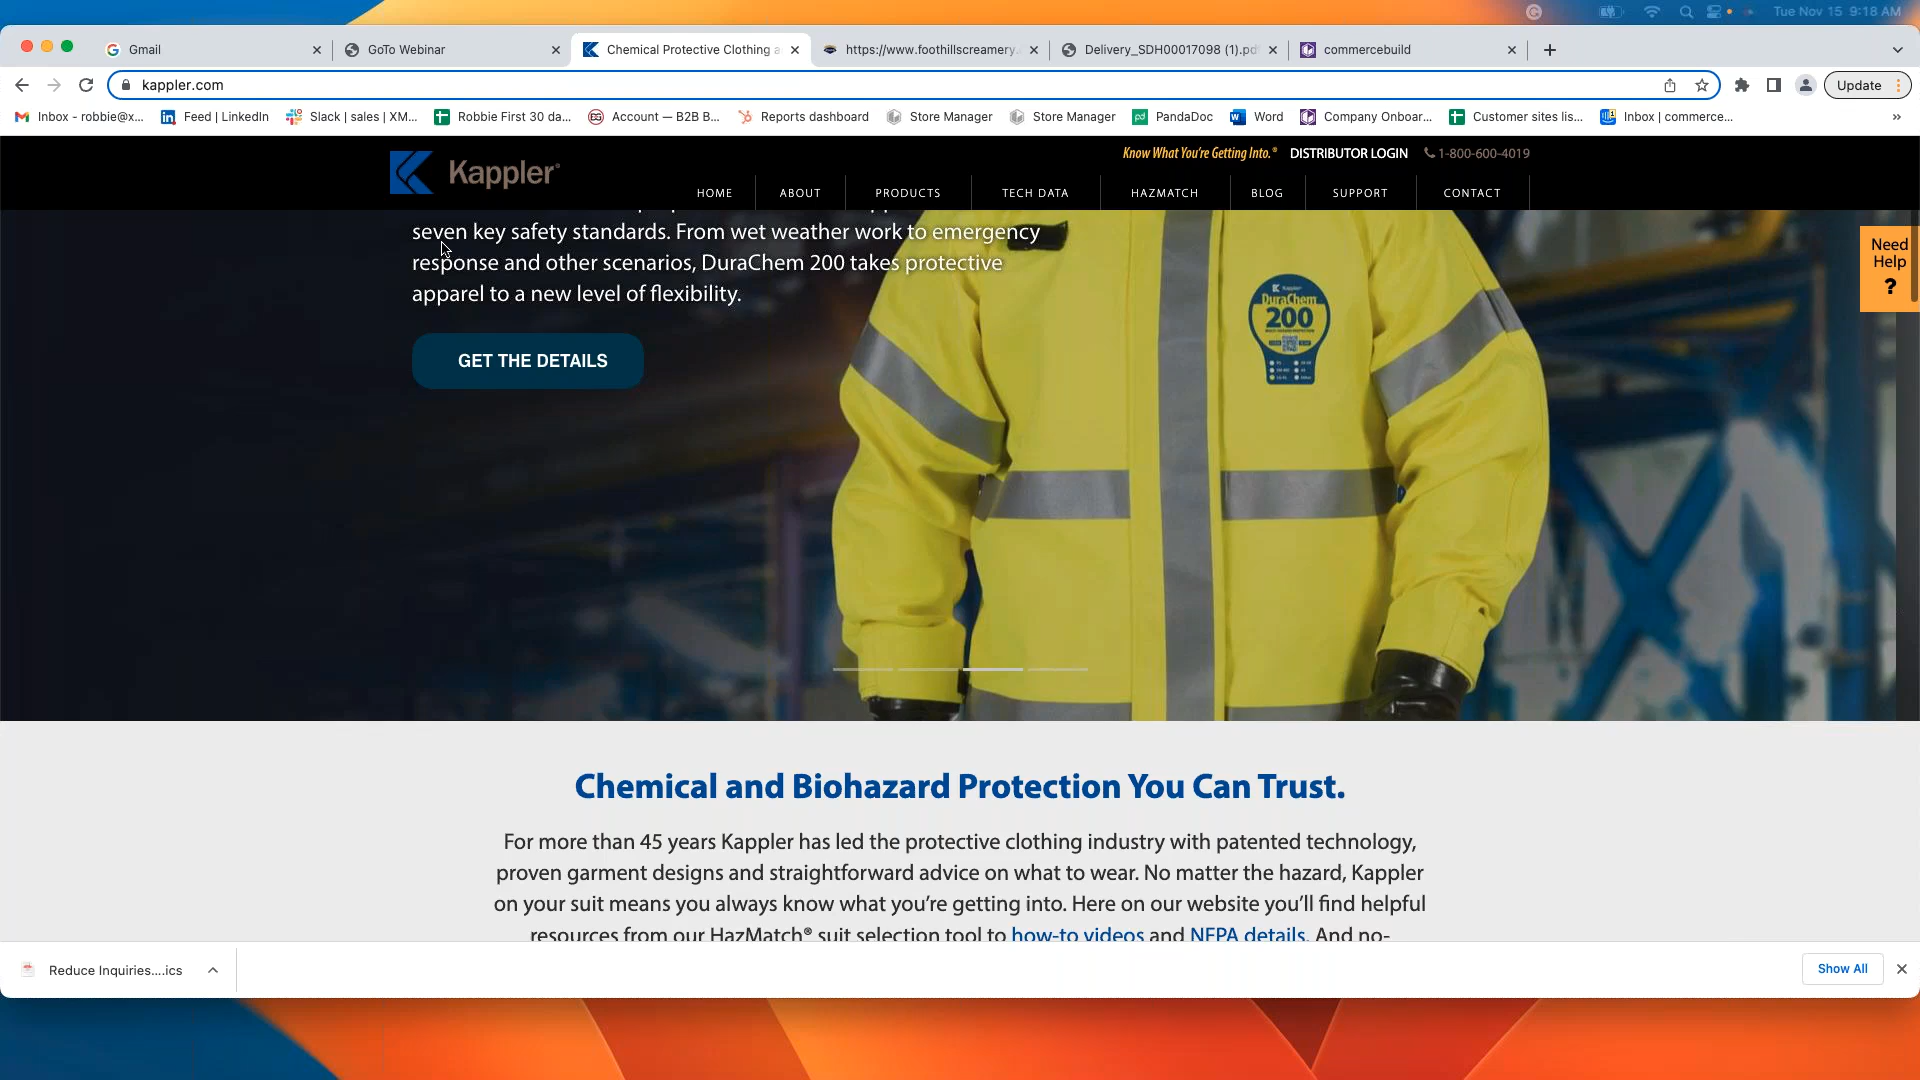 Tue Nov 15 9:18 AM
Gmail
GoTo Webinar
Chemical Protective Clothing a
https://www.foothillscreamery.
Delivery_SDH00017098 (1).pd
commercebuild
kappler.com
Update
Inbox - robbie@x...
Feed | LinkedIn
Slack | sales | XM...
Robbie First 30 da...
Account — B2B B...
Reports dashboard
Store Manager
Store Manager
PandaDoc
Word
Company Onboar...
Customer sites lis...
Inbox | commerce...
»
Kappler®
Know What You're Getting Into.®
DISTRIBUTOR LOGIN
1-800-600-4019
HOME
ABOUT
PRODUCTS
TECH DATA
HAZMATCH
BLOG
SUPPORT
CONTACT
seven key safety standards. From wet weather work to emergency
response and other scenarios, DuraChem 200 takes protective
apparel to a new level of flexibility.
GET THE DETAILS
Kappler
DuraChem
200
Need
Help
?
Chemical and Biohazard Protection You Can Trust.
For more than 45 years Kappler has led the protective clothing industry with patented technology,
proven garment designs and straightforward advice on what to wear. No matter the hazard, Kappler
on your suit means you always know what you're getting into. Here on our website you'll find helpful
resources from our HazMatch® suit selection tool to how-to videos and NFPA details. And no-
Reduce Inquiries....ics
Show All